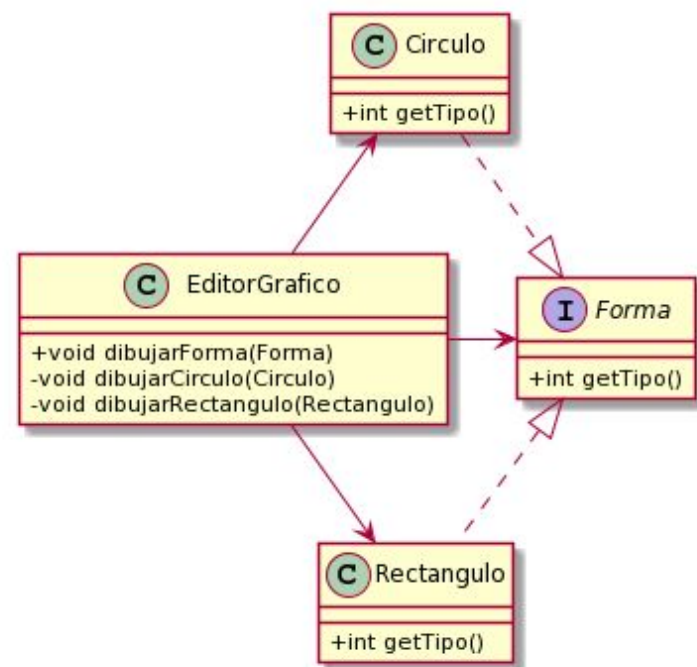 C Circulo
+int getTipo()
C EditorGrafico
+void dibujarForma(Forma)
-void dibujarCirculo(Circulo)
-void dibujarRectangulo(Rectangulo)
I Forma
+int getTipo()
C Rectangulo
+int getTipo()